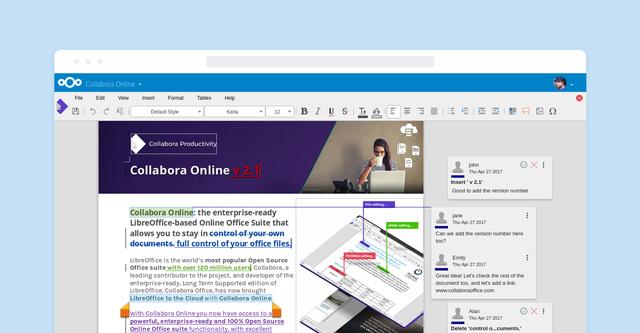 Collabora Online
File Edit View Insert Format Tables Help
Default Style Karla 12 B I U S
Collabora Productivity
Collabora Online v 2.1
Collabora Online: the enterprise-ready
LibreOffice-based Online Office Suite that
allows you to stay in control of your own
documents. full control of your office files.
LibreOffice is the world's most popular Open Source
Office suite with over 120 million users. Collabora, a
leading contributor to the project, and developer of the
enterprise-ready, Long Term Supported edition of
LibreOffice, Collabora Office, has now brought
LibreOffice to the Cloud with Collabora Online.
With Collabora Online you now have access to a
powerful, enterprise-ready and 100% Open Source
Online Office suite functionality, with excellent
YOU editing...
ANNE editing...
THOMAS editing...
john
Thu Apr 27 2017
Insert ' v 2.1'
Good to add the version number
jane
Thu Apr 27 2017
Can we add the version number here
too?
Emily
Thu Apr 27 2017
Great idea! Let's check the rest of the
document too, and let's add a link:
www.collaboraoffice.com
Alan
Thu Apr 27 2017
Delete 'control o...cuments.'